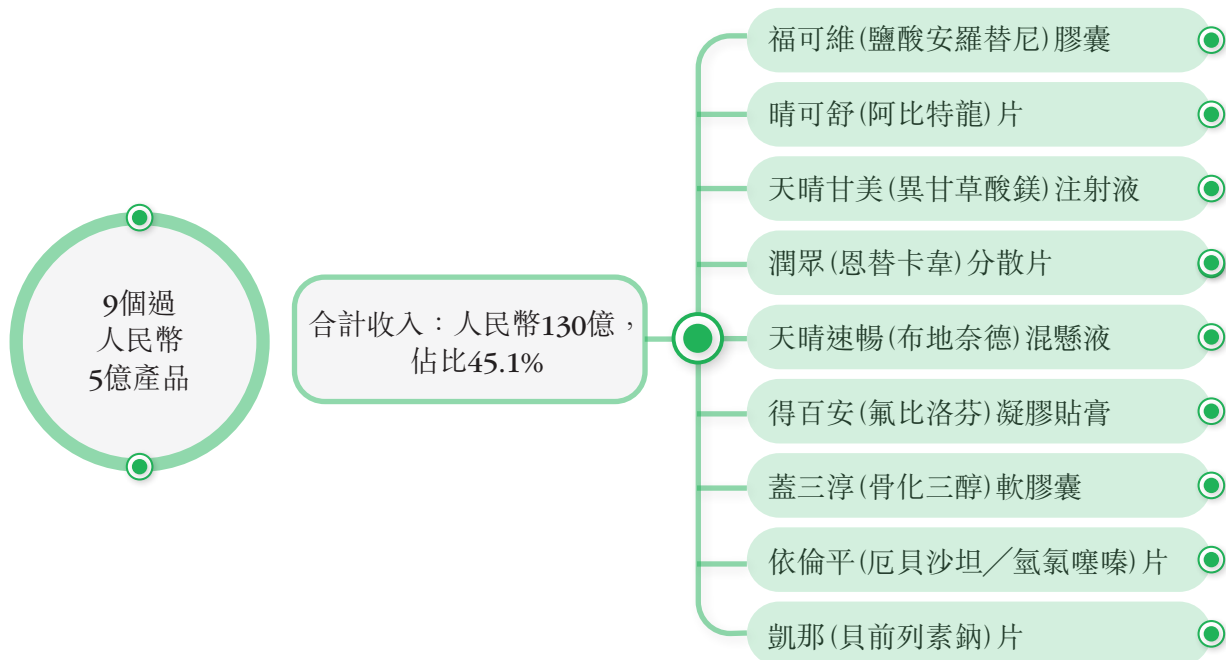 9個過
人民幣
5億產品
合計收入：人民幣130億，
佔比45.1%
福可維(鹽酸安羅替尼)膠囊
晴可舒(阿比特龍)片
天晴甘美(異甘草酸鎂)注射液
潤眾(恩替卡韋)分散片
天晴速暢(布地奈德)混懸液
得百安(氟比洛芬)凝膠貼膏
蓋三淳(骨化三醇)軟膠囊
依倫平(厄貝沙坦╱氫氯噻嗪)片
凱那(貝前列素鈉)片